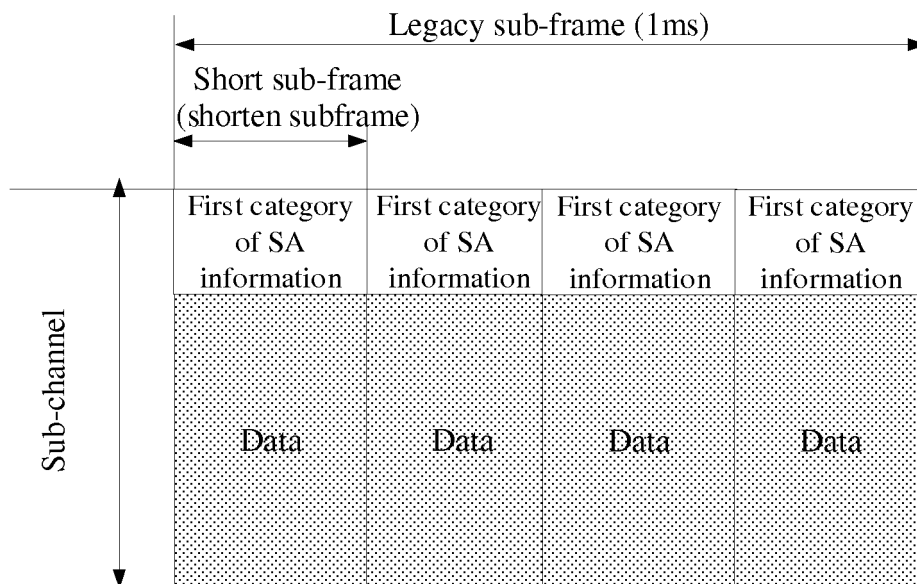 Legacy sub-frame (1ms)
Short sub-frame
(shorten subframe)
First category
of SA
information
First category
of SA
information
First category
of SA
information
First category
of SA
information
Sub-channel
Data
Data
Data
Data